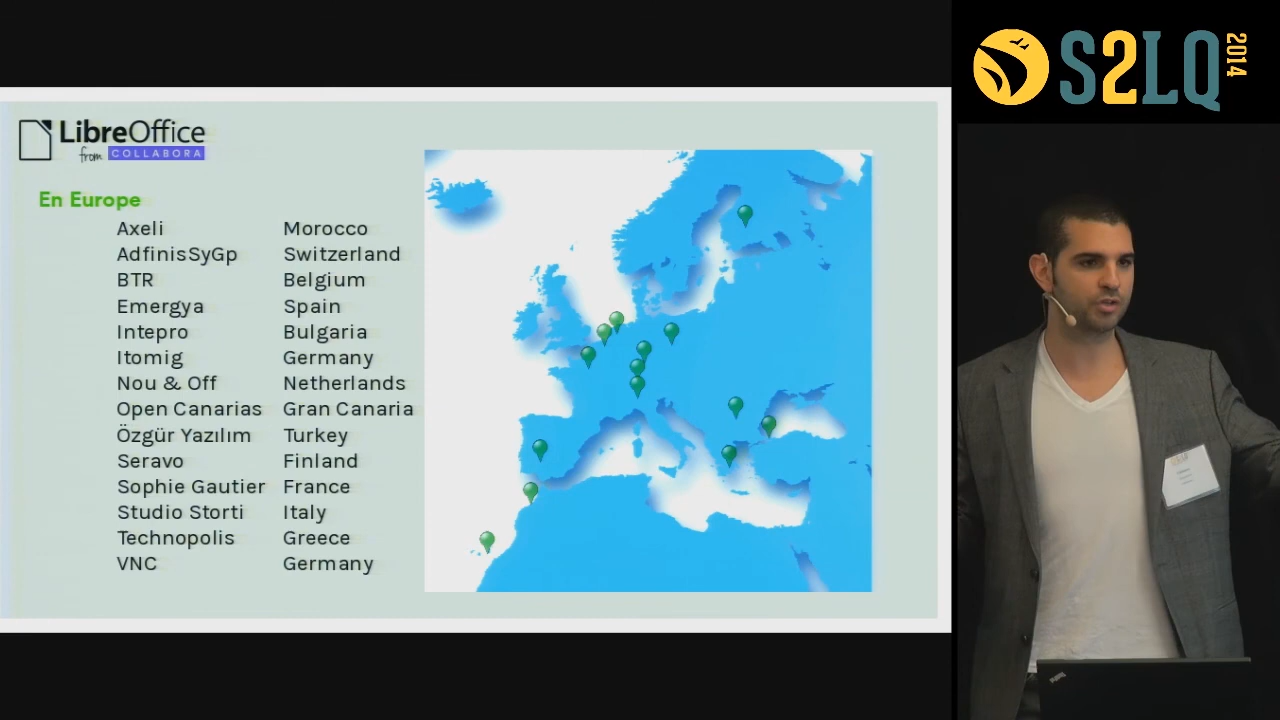 LibreOffice
from COLLABORA
En Europe
Axeli Morocco
AdfinisSyGp Switzerland
BTR Belgium
Emergya Spain
Intepro Bulgaria
Itomig Germany
Nou & Off Netherlands
Open Canarias Gran Canaria
Özgür Yazılım Turkey
Seravo Finland
Sophie Gautier France
Studio Storti Italy
Technopolis Greece
VNC Germany
S2LQ 2014